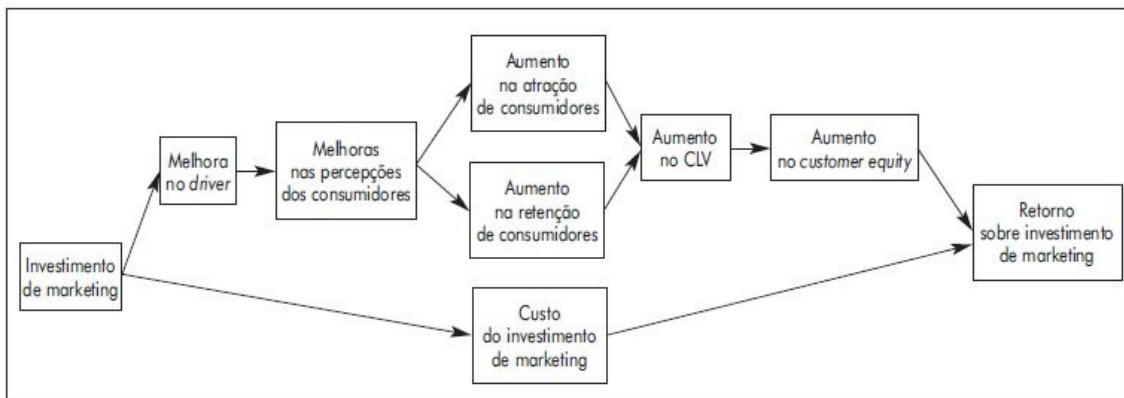 Investimento
de marketing
Melhora
no driver
Melhoras
nas percepções
dos consumidores
Aumento
na atração
de consumidores
Aumento
na retenção
de consumidores
Aumento
no CLV
Aumento
no customer equity
Custo
do investimento
de marketing
Retorno
sobre investimento
de marketing